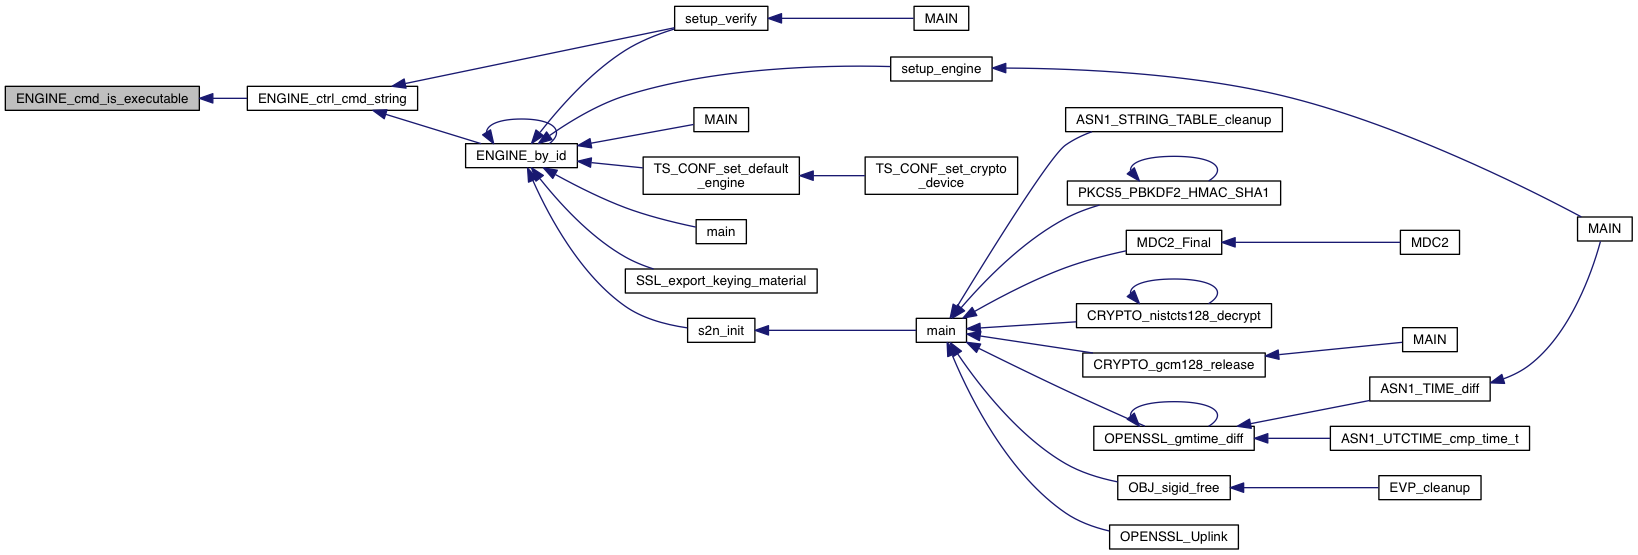 setup_verify
MAIN
setup_engine
ENGINE_cmd_is_executable
ENGINE_ctrl_cmd_string
MAIN
ASN1_STRING_TABLE_cleanup
ENGINE_by_id
TS_CONF_set_default
_engine
TS_CONF_set_crypto
_device
PKCS5_PBKDF2_HMAC_SHA1
main
MAIN
MDC2_Final
MDC2
SSL_export_keying_material
CRYPTO_nistcts128_decrypt
s2n_init
main
MAIN
CRYPTO_gcm128_release
ASN1_TIME_diff
OPENSSL_gmtime_diff
ASN1_UTCTIME_cmp_time_t
OBJ_sigid_free
EVP_cleanup
OPENSSL_Uplink